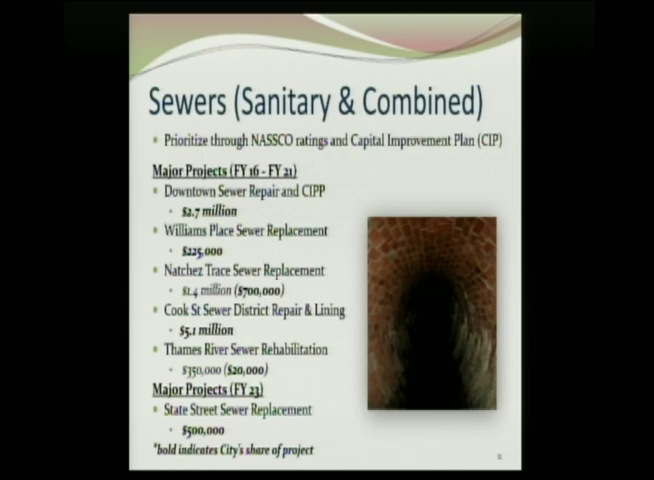 Sewers (Sanitary & Combined)
Prioritize through NASSCO ratings and Capital Improvement Plan (CIP)
Major Projects (FY 16 - FY 21)
Downtown Sewer Repair and CIPP
$2.7 million
Williams Place Sewer Replacement
$225,000
Natchez Trace Sewer Replacement
$1.4 million ($700,000)
Cook St Sewer District Repair & Lining
$5.1 million
Thames River Sewer Rehabilitation
$350,000 ($20,000)
Major Projects (FY 23)
State Street Sewer Replacement
$500,000
*bold indicates City's share of project